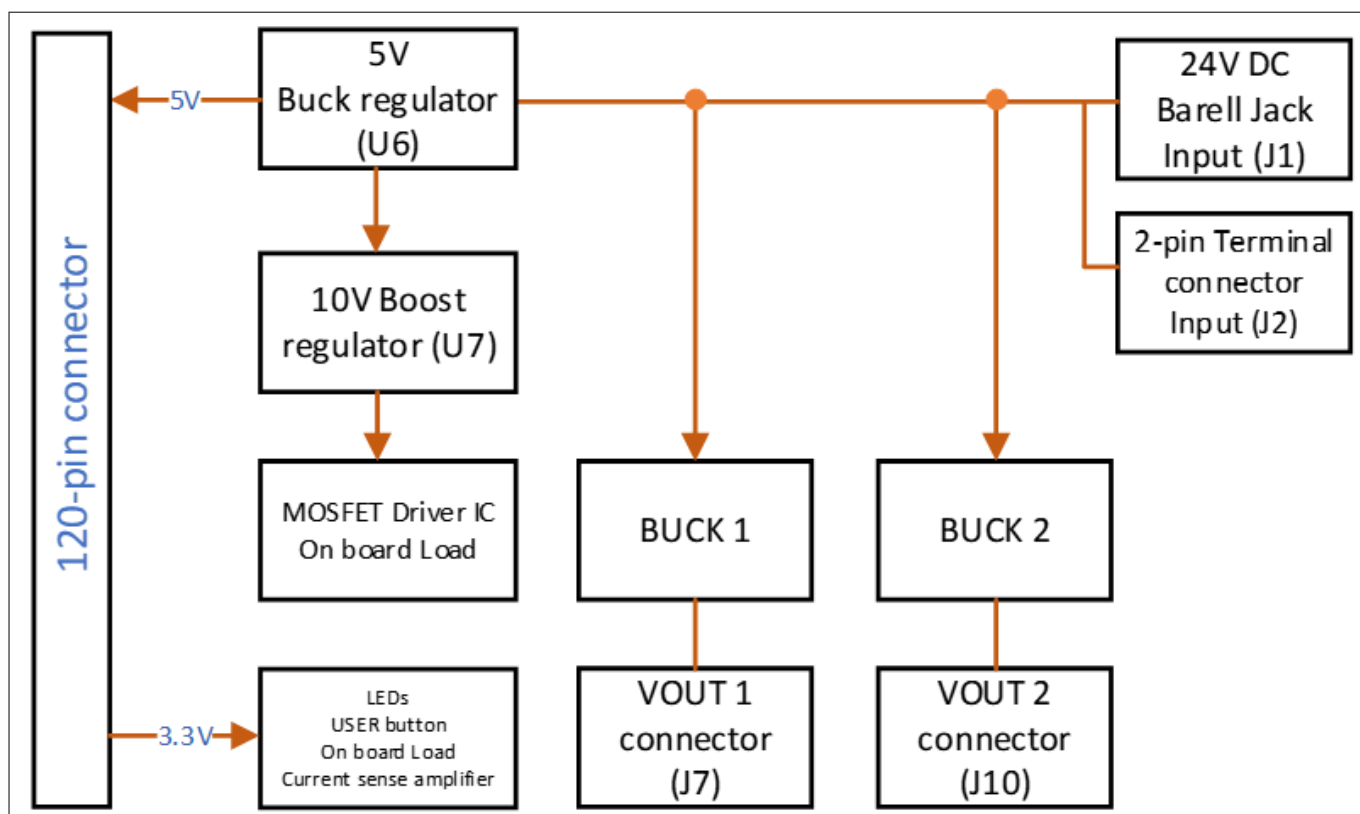 120-pin connector
5V
5V
Buck regulator
(U6)
24V DC
Barell Jack
Input (J1)
2-pin Terminal
connector
Input (J2)
10V Boost
regulator (U7)
MOSFET Driver IC
On board Load
BUCK 1
BUCK 2
3.3V
LEDs
USER button
On board Load
Current sense amplifier
VOUT 1
connector
(J7)
VOUT 2
connector
(J10)